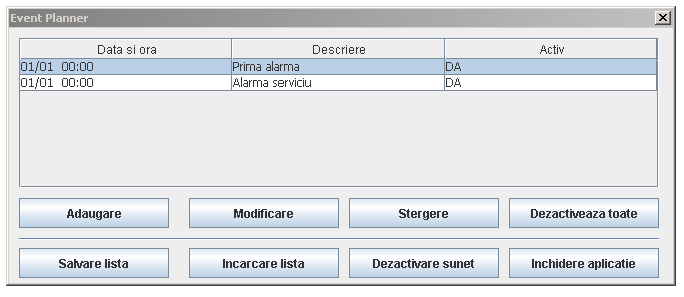 Event Planner
Data si ora Descriere Activ
01/01 00:00 Prima alarma DA
01/01 00:00 Alarma serviciu DA
Adaugare Modificare Stergere Dezactiveaza toate
Salvare lista Incarcare lista Dezactivare sunet Inchidere aplicatie